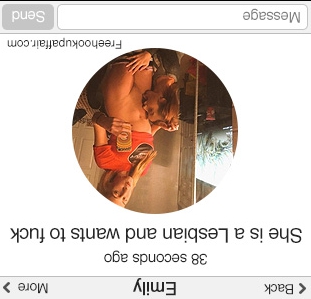 Back
Emily
More
38 seconds ago
She is a Lesbian and wants to fuck
Freehookupaffair.com
Message
Send